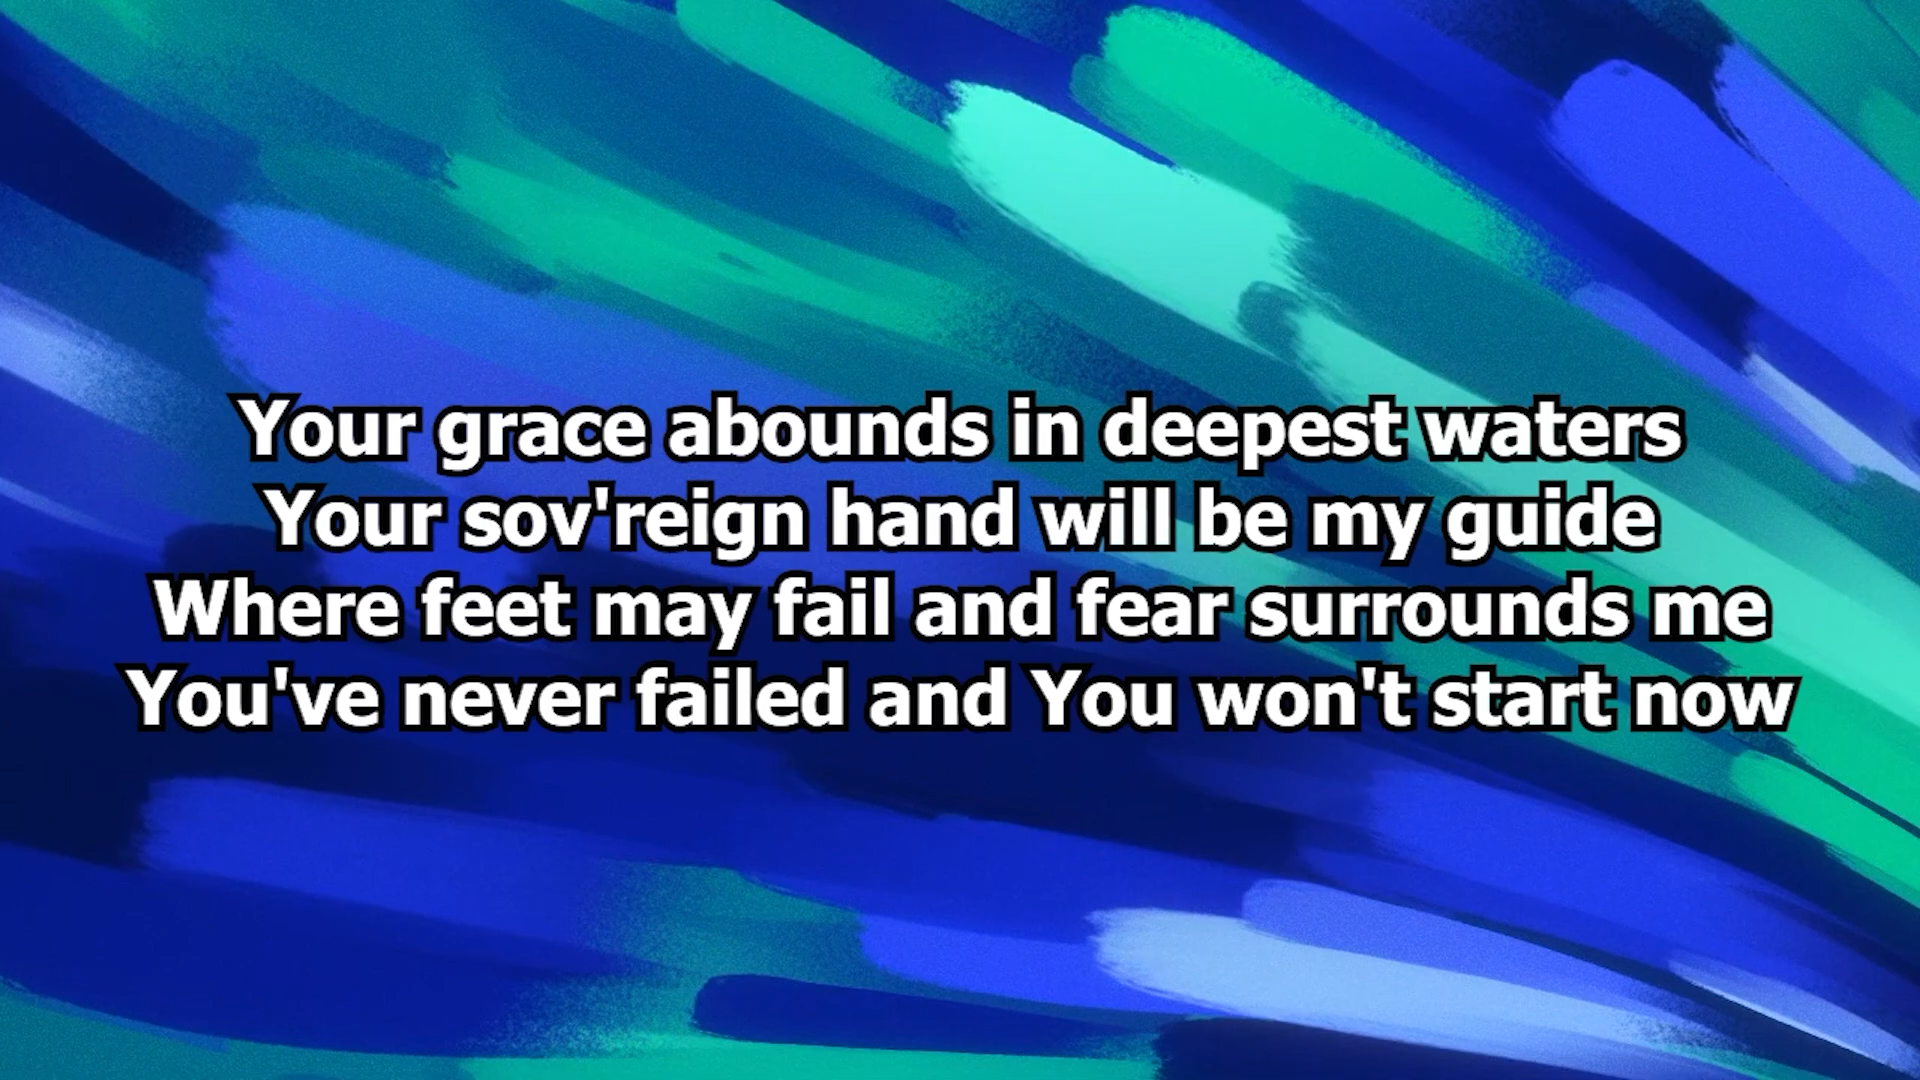 Your grace abounds in deepest waters
Your sov'reign hand will be my guide
Where feet may fail and fear surrounds me
You've never failed and You won't start now